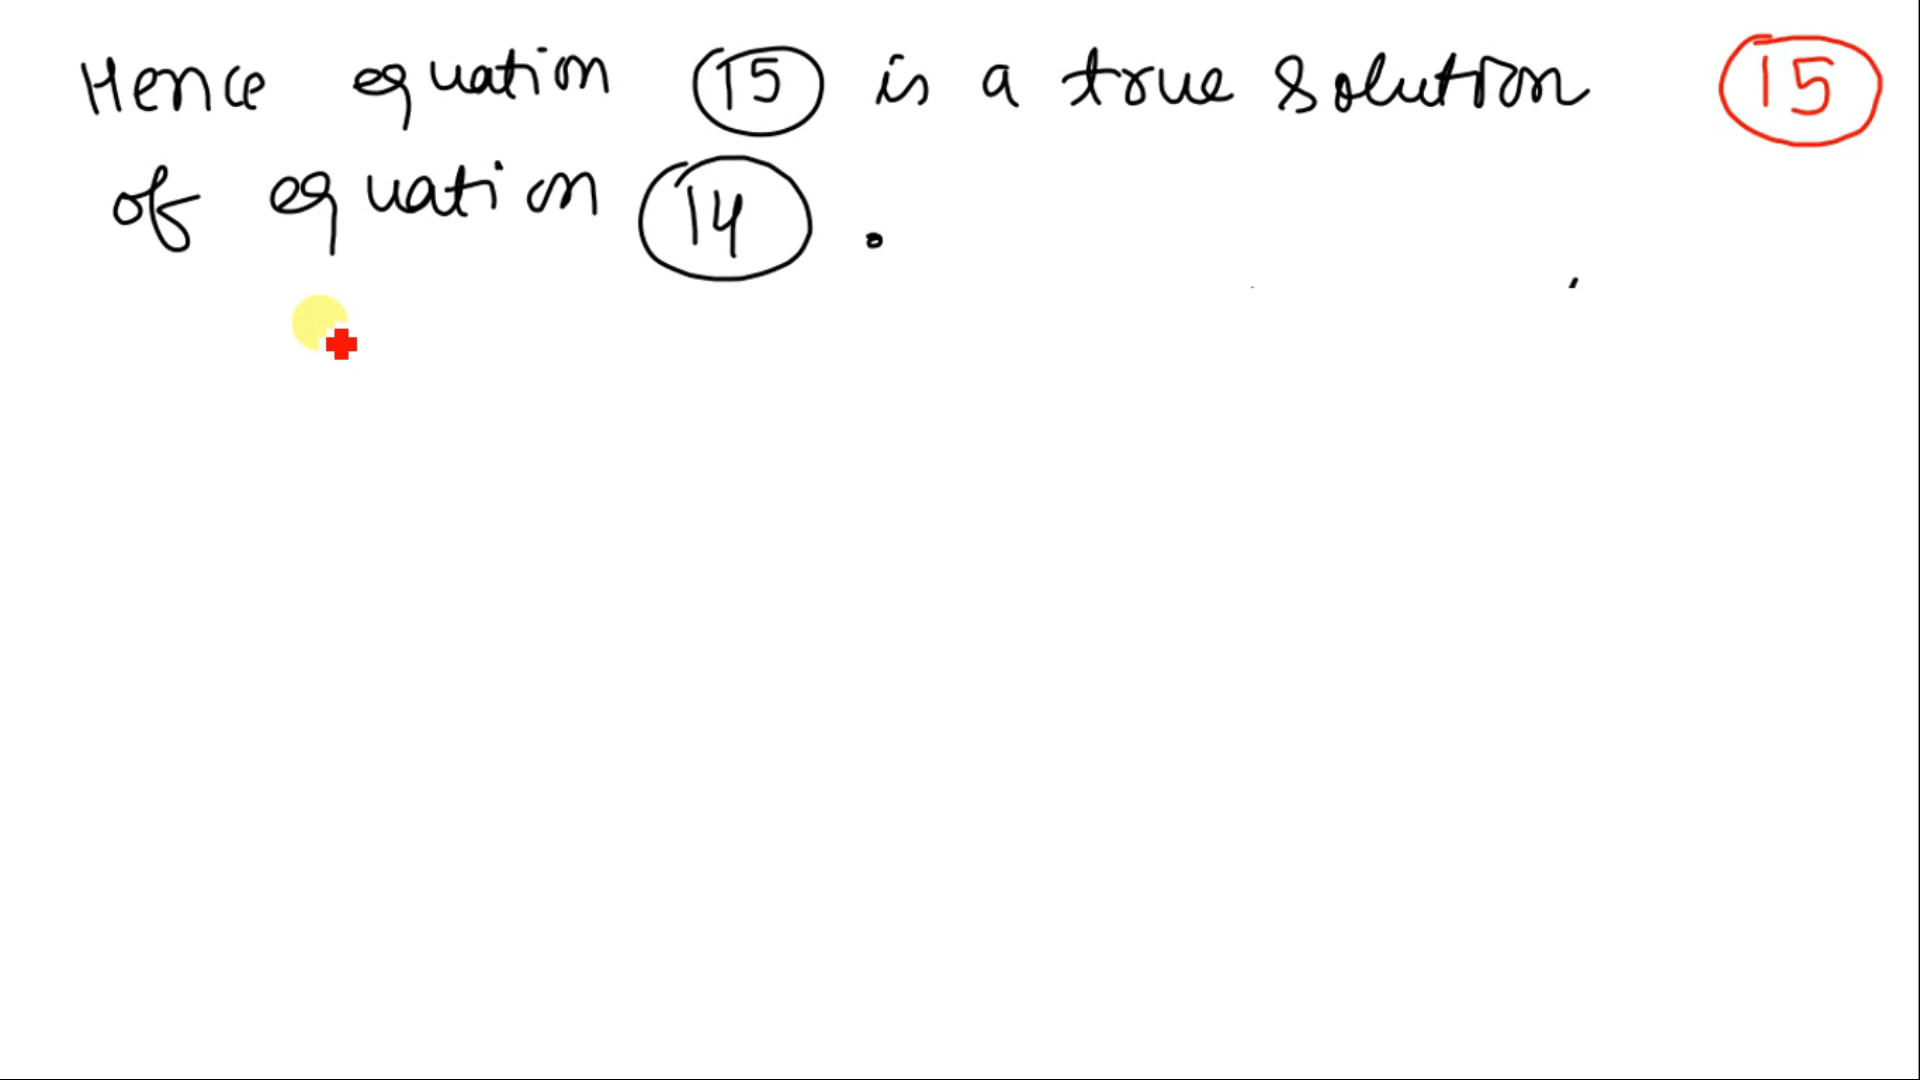 Hence equation 15 is a true solution 15
of equation 14 .